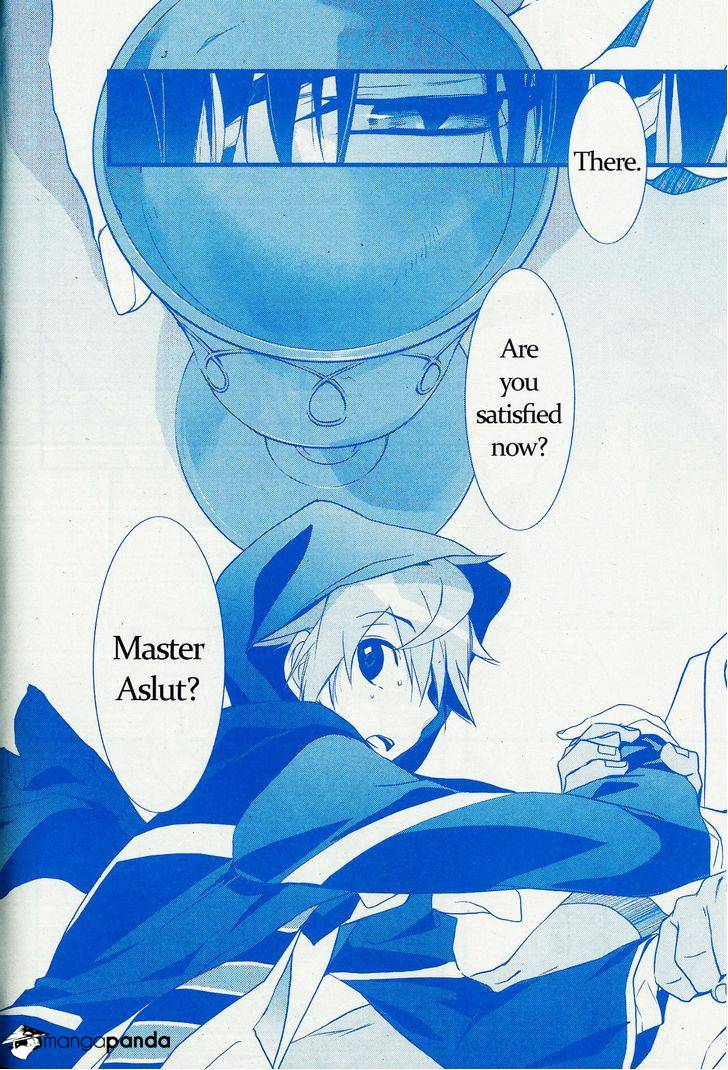 There.
Are
you
satisfied
now?
Master
Aslut?
mangapanda